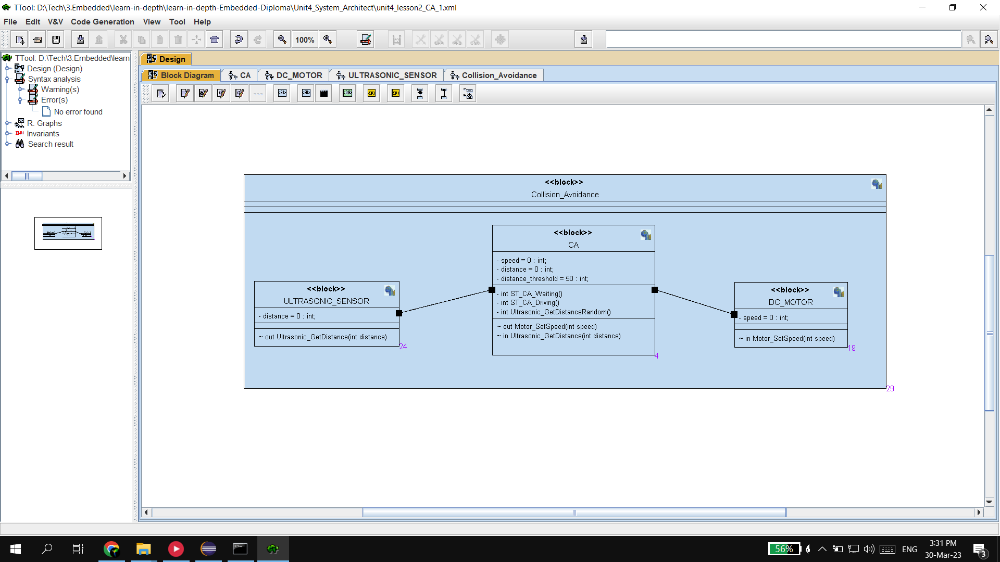 TTool: D:\Tech\3.Embedded\learn-in-depth\learn-in-depth-Embedded-Diploma\Unit4_System_Architect\unit4_lesson2_CA_1.xml
File Edit V&V Code Generation View Tool Help
100%
TTool: D:\Tech\3.Embedded\learn
Design (Design)
Syntax analysis
Warning(s)
Error(s)
No error found
R. Graphs
INV Invariants
Search result
Design
Block Diagram CA DC_MOTOR ULTRASONIC_SENSOR Collision_Avoidance
<<block>>
Collision_Avoidance
<<block>>
CA
- speed = 0 : int;
- distance = 0 : int;
- distance_threshold = 50 : int;
- int ST_CA_Waiting()
- int ST_CA_Driving()
- int Ultrasonic_GetDistanceRandom()
~ out Motor_SetSpeed(int speed)
~ in Ultrasonic_GetDistance(int distance)
4
<<block>>
ULTRASONIC_SENSOR
- distance = 0 : int;
~ out Ultrasonic_GetDistance(int distance)
24
<<block>>
DC_MOTOR
- speed = 0 : int;
~ in Motor_SetSpeed(int speed)
19
29
56%
ENG
3:31 PM
30-Mar-23
3